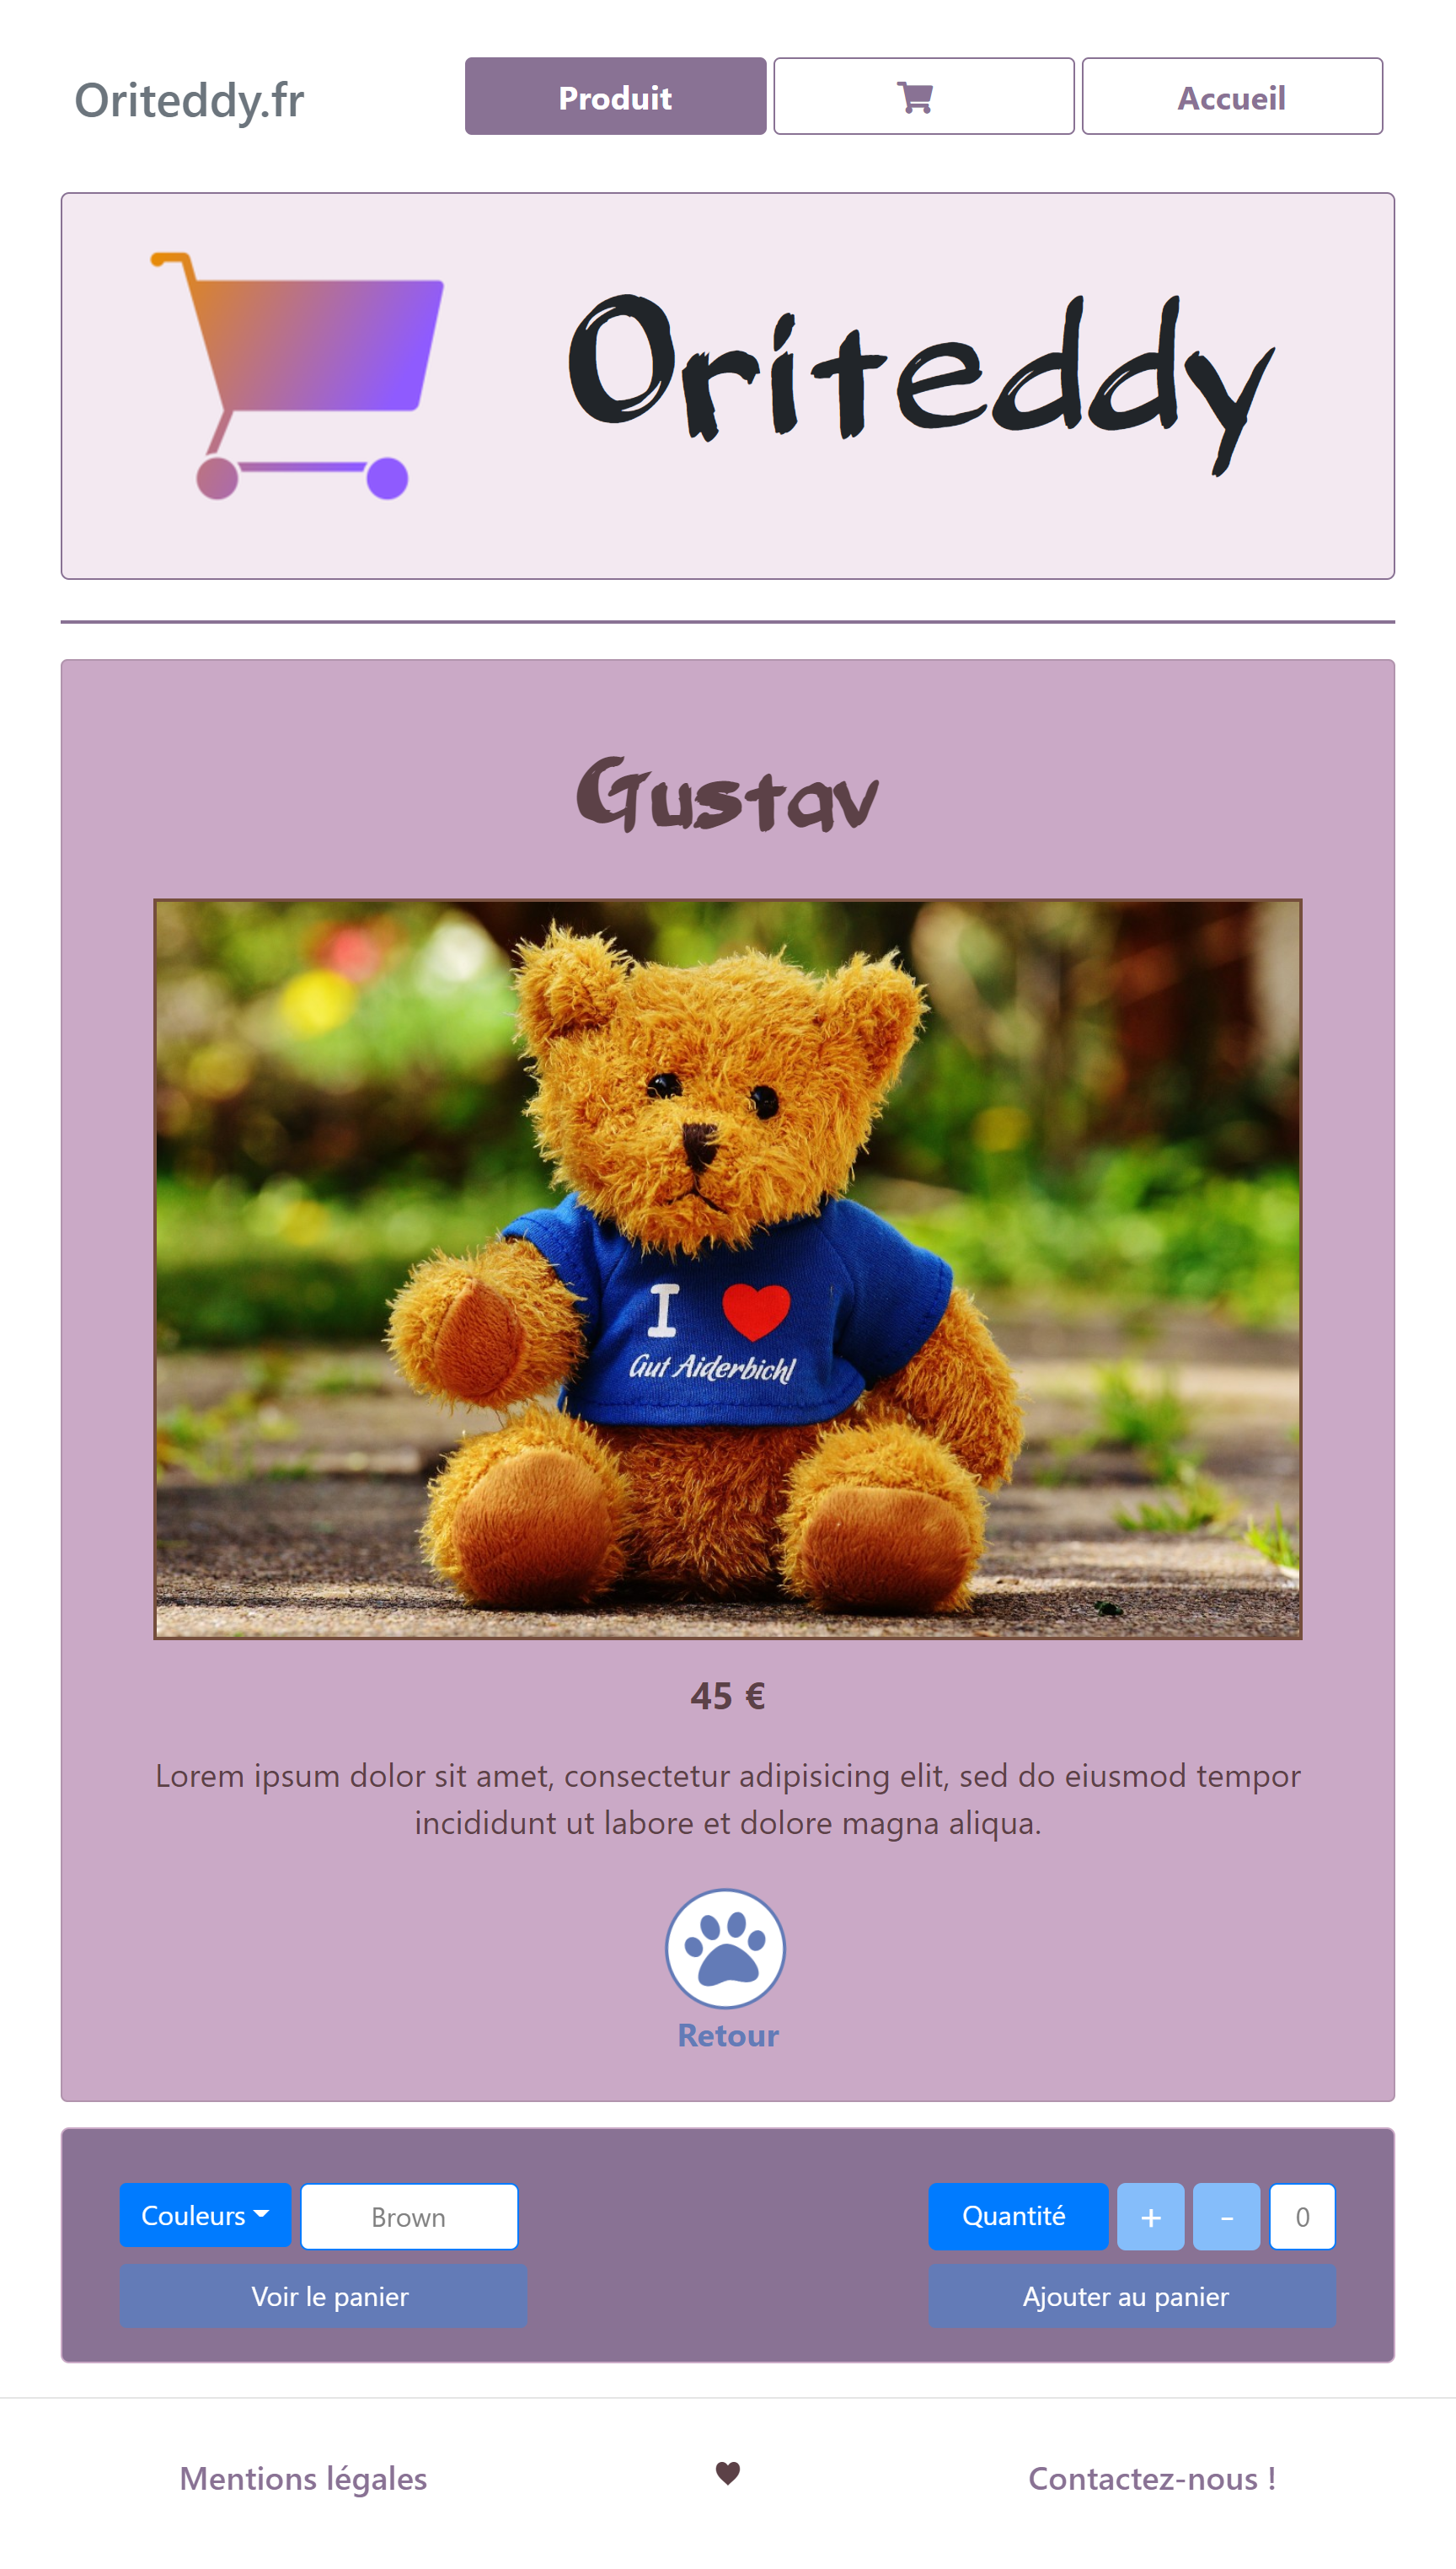 Oriteddy.fr
Produit
Accueil
Oriteddy
Gustav
I
Gut Aiderbichl
45 €
Lorem ipsum dolor sit amet, consectetur adipisicing elit, sed do eiusmod tempor
incididunt ut labore et dolore magna aliqua.
Retour
Couleurs Brown
Quantité + - 0
Voir le panier
Ajouter au panier
Mentions légales
Contactez-nous !